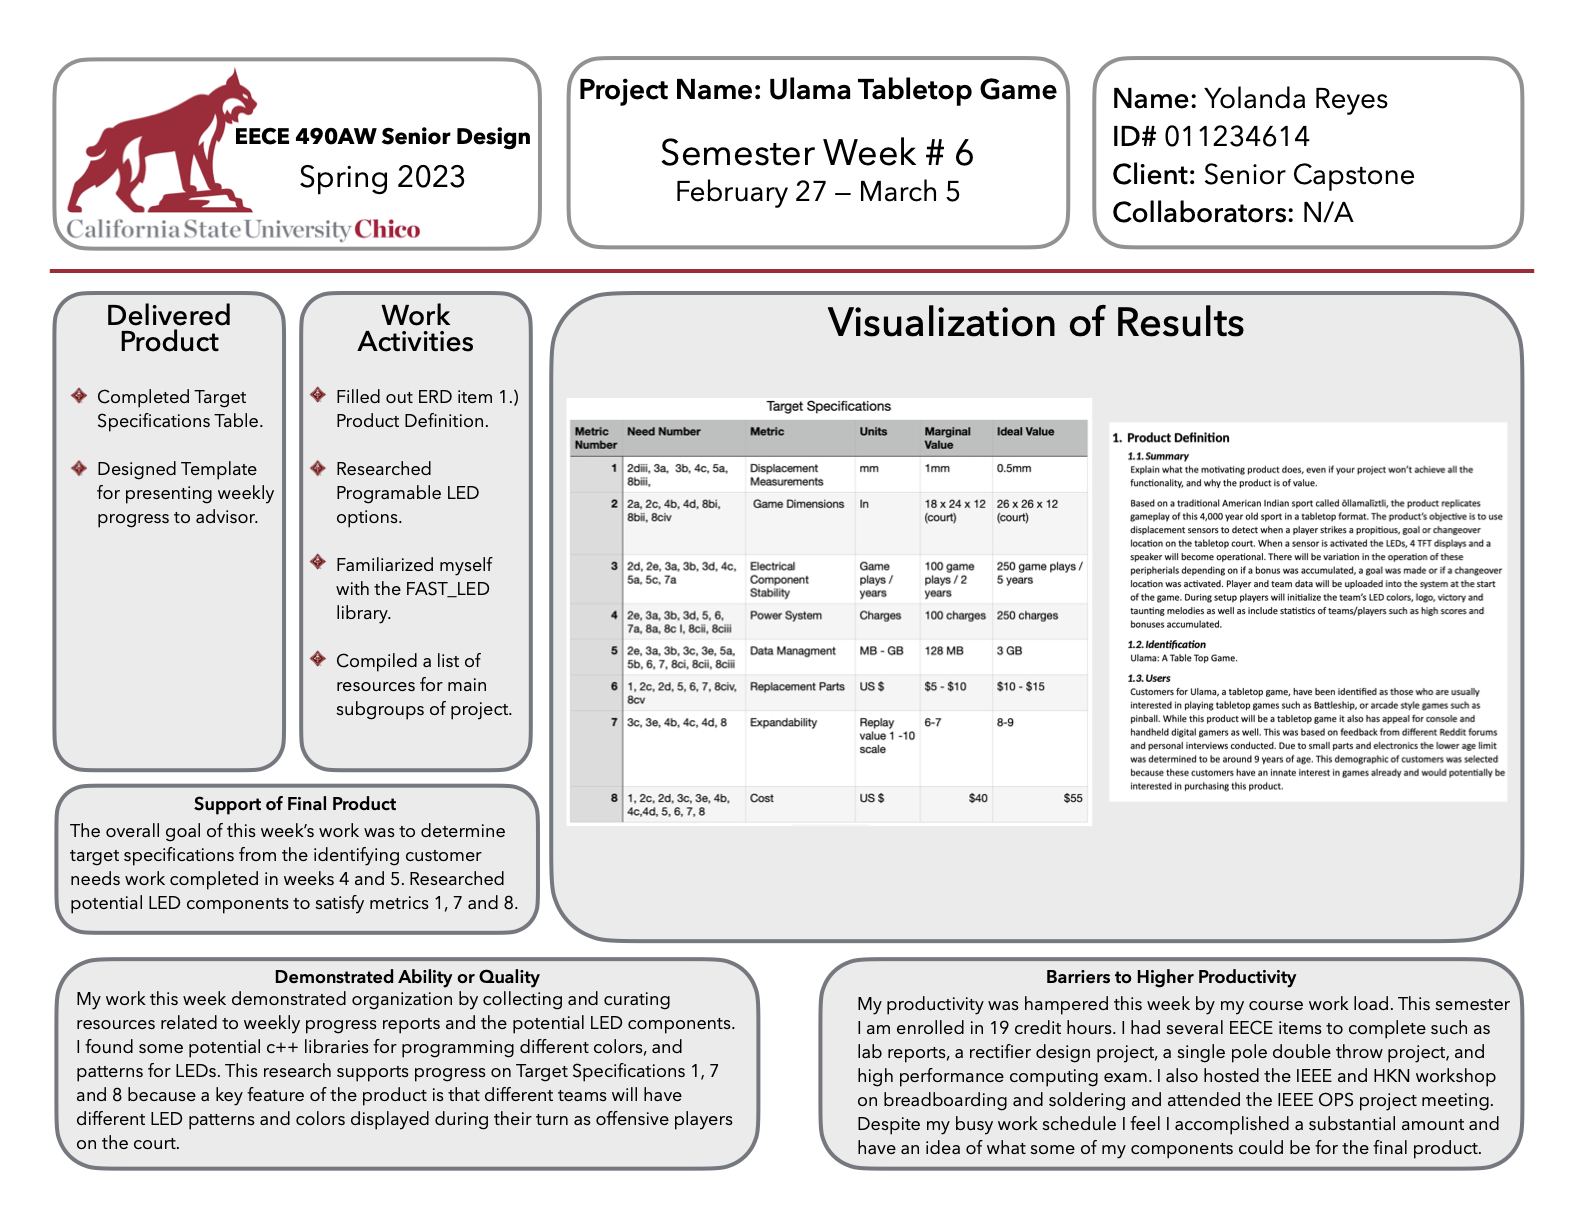 EECE 490AW Senior Design
Spring 2023
California State University Chico
Project Name: Ulama Tabletop Game
Semester Week # 6
February 27 – March 5
Name: Yolanda Reyes
ID# 011234614
Client: Senior Capstone
Collaborators: N/A
Delivered
Product
Completed Target
Specifications Table.
Designed Template
for presenting weekly
progress to advisor.
Work
Activities
Filled out ERD item 1.)
Product Definition.
Researched
Programable LED
options.
Familiarized myself
with the FAST_LED
library.
Compiled a list of
resources for main
subgroups of project.
Visualization of Results
Target Specifications
Metric Number Need Number Metric Units Marginal Value Ideal Value
1 2diii, 3a, 3b, 4c, 5a, 8biii, Displacement Measurements mm 1mm 0.5mm
2 2a, 2c, 4b, 4d, 8bi, 8bii, 8civ Game Dimensions In 18 x 24 x 12 (court) 26 x 26 x 12 (court)
3 2d, 2e, 3a, 3b, 3d, 4c, 5a, 5c, 7a Electrical Component Stability Game plays / years 100 game plays / 2 years 250 game plays / 5 years
4 2e, 3a, 3b, 3d, 5, 6, 7a, 8a, 8c I, 8cii, 8ciii Power System Charges 100 charges 250 charges
5 2e, 3a, 3b, 3c, 3e, 5a, 5b, 6, 7, 8ci, 8cii, 8ciii Data Managment MB - GB 128 MB 3 GB
6 1, 2c, 2d, 5, 6, 7, 8civ, 8cv Replacement Parts US $ $5 - $10 $10 - $15
7 3c, 3e, 4b, 4c, 4d, 8 Expandability Replay value 1 -10 scale 6-7 8-9
8 1, 2c, 2d, 3c, 3e, 4b, 4c,4d, 5, 6, 7, 8 Cost US $ $40 $55
1. Product Definition
1.1. Summary
Explain what the motivating product does, even if your project won't achieve all the
functionality, and why the product is of value.
Based on a traditional American Indian sport called ōllamaliztli, the product replicates
gameplay of this 4,000 year old sport in a tabletop format. The product's objective is to use
displacement sensors to detect when a player strikes a propitious, goal or changeover
location on the tabletop court. When a sensor is activated the LEDs, 4 TFT displays and a
speaker will become operational. There will be variation in the operation of these
peripherials depending on if a bonus was accumulated, a goal was made or if a changeover
location was activated. Player and team data will be uploaded into the system at the start
of the game. During setup players will initialize the team's LED colors, logo, victory and
taunting melodies as well as include statistics of teams/players such as high scores and
bonuses accumulated.
1.2. Identification
Ulama: A Table Top Game.
1.3. Users
Customers for Ulama, a tabletop game, have been identified as those who are usually
interested in playing tabletop games such as Battleship, or arcade style games such as
pinball. While this product will be a tabletop game it also has appeal for console and
handheld digital gamers as well. This was based on feedback from different Reddit forums
and personal interviews conducted. Due to small parts and electronics the lower age limit
was determined to be around 9 years of age. This demographic of customers was selected
because these customers have an innate interest in games already and would potentially be
interested in purchasing this product.
Support of Final Product
The overall goal of this week's work was to determine
target specifications from the identifying customer
needs work completed in weeks 4 and 5. Researched
potential LED components to satisfy metrics 1, 7 and 8.
Demonstrated Ability or Quality
My work this week demonstrated organization by collecting and curating
resources related to weekly progress reports and the potential LED components.
I found some potential c++ libraries for programming different colors, and
patterns for LEDs. This research supports progress on Target Specifications 1, 7
and 8 because a key feature of the product is that different teams will have
different LED patterns and colors displayed during their turn as offensive players
on the court.
Barriers to Higher Productivity
My productivity was hampered this week by my course work load. This semester
I am enrolled in 19 credit hours. I had several EECE items to complete such as
lab reports, a rectifier design project, a single pole double throw project, and
high performance computing exam. I also hosted the IEEE and HKN workshop
on breadboarding and soldering and attended the IEEE OPS project meeting.
Despite my busy work schedule I feel I accomplished a substantial amount and
have an idea of what some of my components could be for the final product.